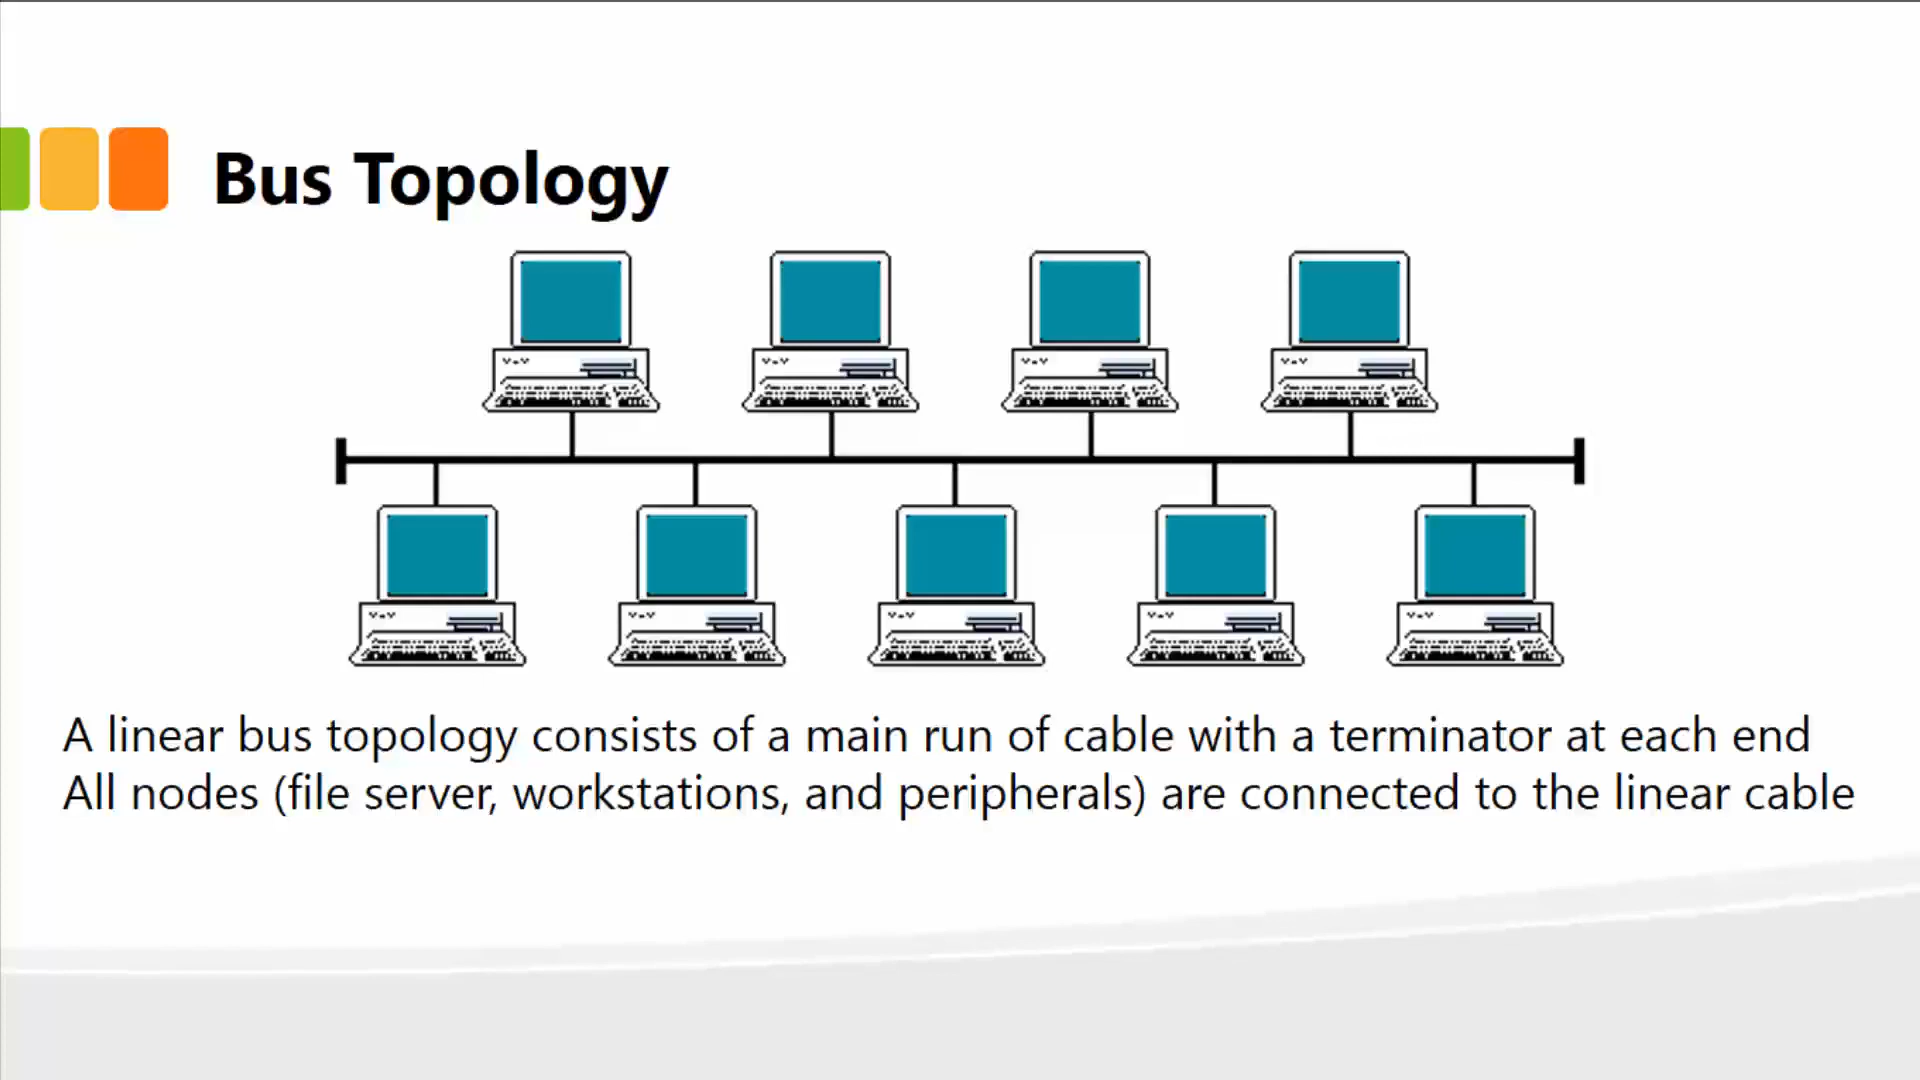 Bus Topology
A linear bus topology consists of a main run of cable with a terminator at each end
All nodes (file server, workstations, and peripherals) are connected to the linear cable